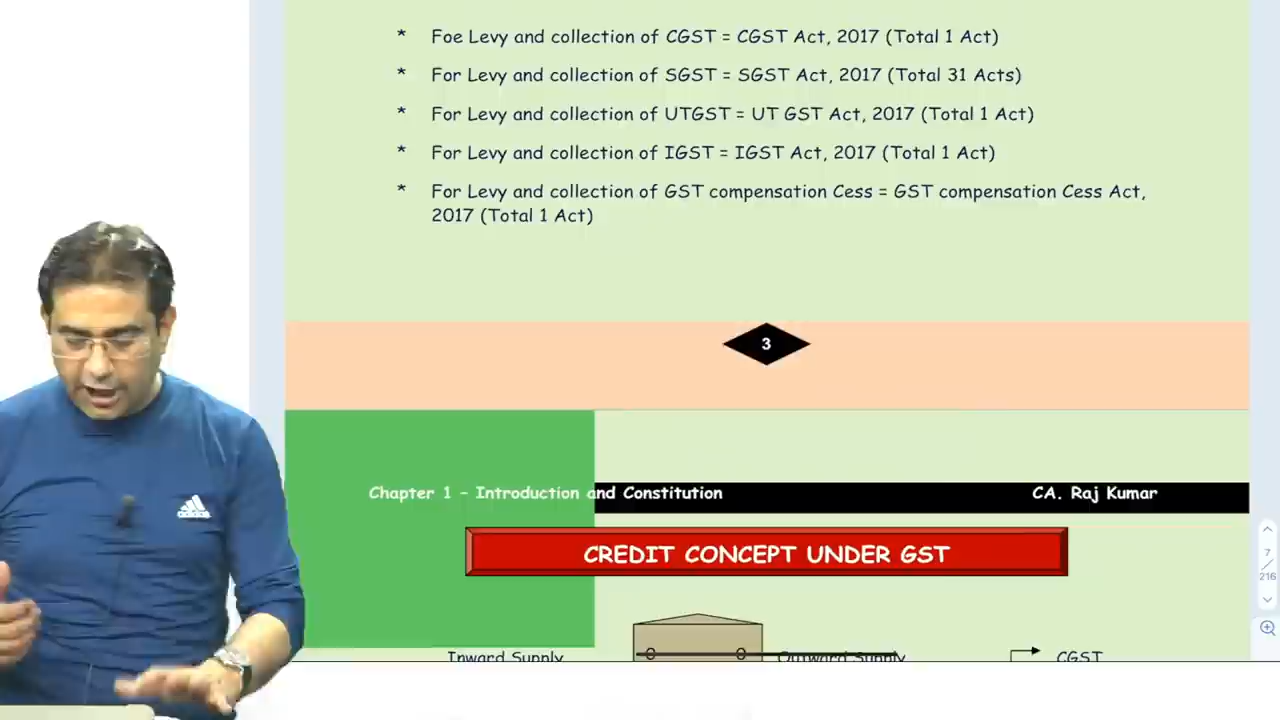 * Foe Levy and collection of CGST = CGST Act, 2017 (Total 1 Act)
* For Levy and collection of SGST = SGST Act, 2017 (Total 31 Acts)
* For Levy and collection of UTGST = UT GST Act, 2017 (Total 1 Act)
* For Levy and collection of IGST = IGST Act, 2017 (Total 1 Act)
* For Levy and collection of GST compensation Cess = GST compensation Cess Act,
2017 (Total 1 Act)
3
Chapter 1 - Introduction and Constitution CA. Raj Kumar
CREDIT CONCEPT UNDER GST
Inward Supply Outward Supply CGST
7
/
216